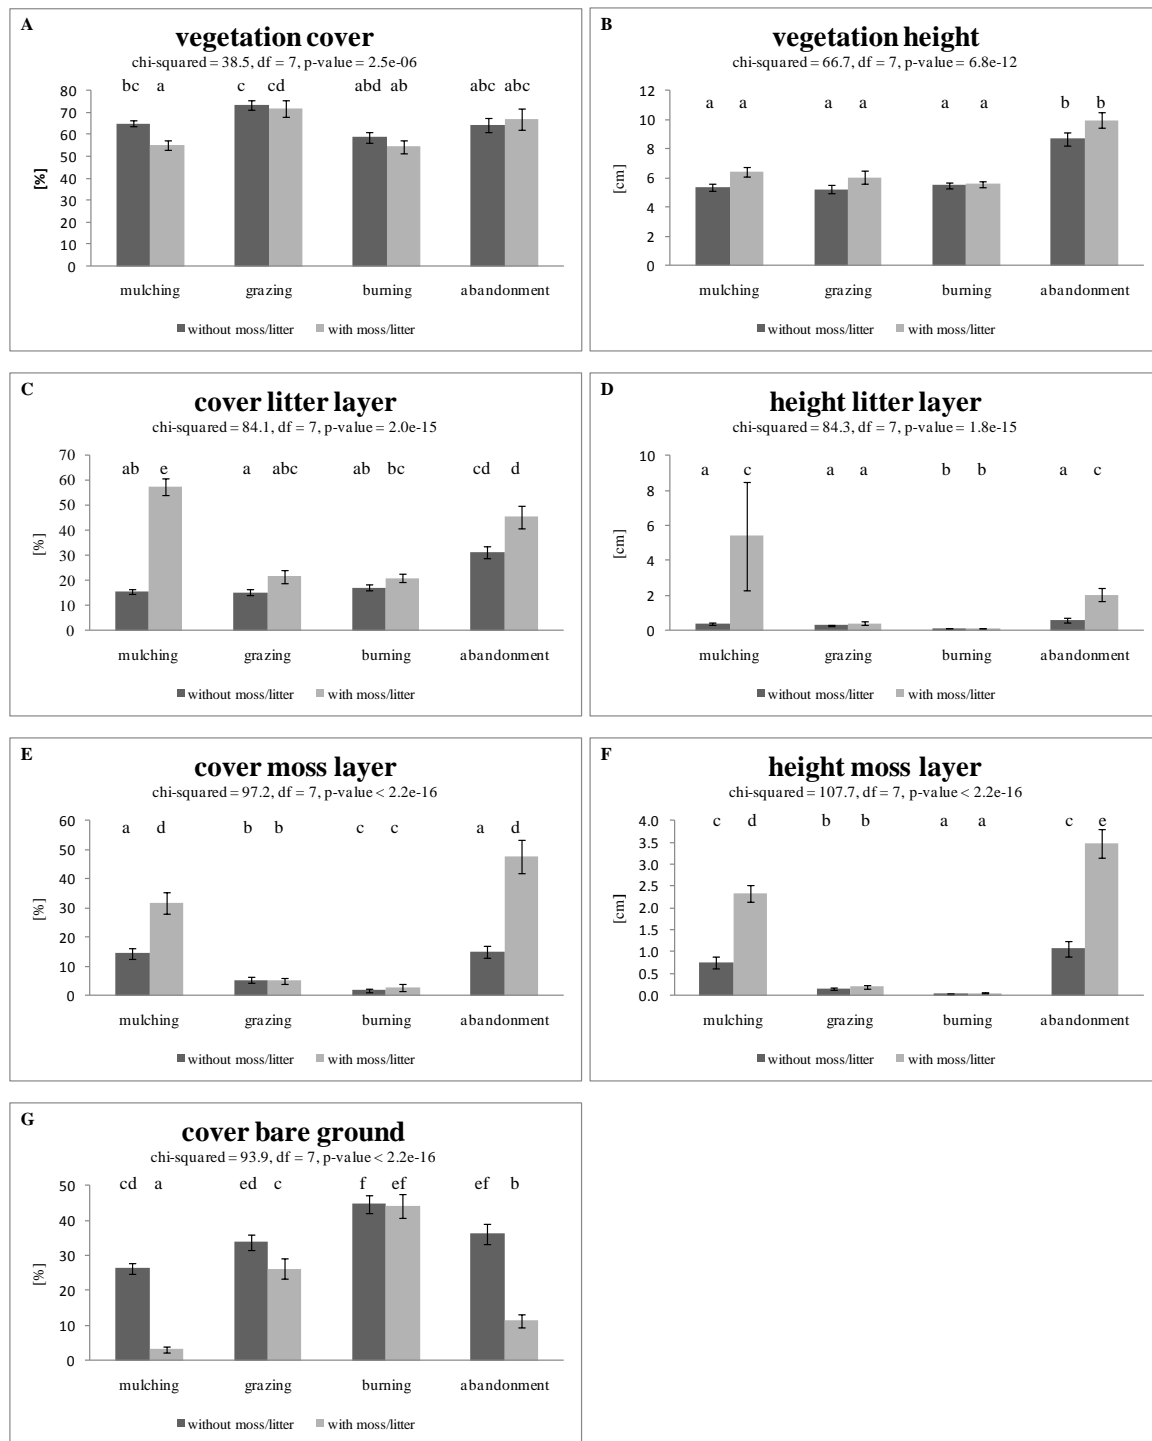 A
vegetation cover
chi-squared = 38.5, df = 7, p-value = 2.5e-06
bc a c cd abd ab abc abc
80
70
60
50
40
30
20
10
0
[%]
mulching grazing burning abandonment
without moss/litter with moss/litter
B
vegetation height
chi-squared = 66.7, df = 7, p-value = 6.8e-12
a a a a a a b b
12
10
8
6
4
2
0
[cm]
mulching grazing burning abandonment
without moss/litter with moss/litter
C
cover litter layer
chi-squared = 84.1, df = 7, p-value = 2.0e-15
ab e a abc ab bc cd d
70
60
50
40
30
20
10
0
[%]
mulching grazing burning abandonment
without moss/litter with moss/litter
D
height litter layer
chi-squared = 84.3, df = 7, p-value = 1.8e-15
a c a a b b a c
10
8
6
4
2
0
[cm]
mulching grazing burning abandonment
without moss/litter with moss/litter
E
cover moss layer
chi-squared = 97.2, df = 7, p-value < 2.2e-16
a d b b c c a d
60
50
40
30
20
10
0
[%]
mulching grazing burning abandonment
without moss/litter with moss/litter
F
height moss layer
chi-squared = 107.7, df = 7, p-value < 2.2e-16
c d b b a a c e
4.0
3.5
3.0
2.5
2.0
1.5
1.0
0.5
0.0
[cm]
mulching grazing burning abandonment
without moss/litter with moss/litter
G
cover bare ground
chi-squared = 93.9, df = 7, p-value < 2.2e-16
cd a ed c f ef ef b
50
40
30
20
10
0
[%]
mulching grazing burning abandonment
without moss/litter with moss/litter